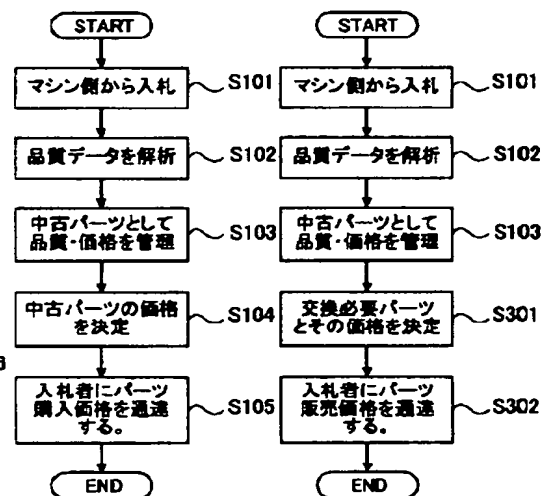 START
マシン側から入札
S101
品質データを解析
S102
中古パーツとして
品質・価格を管理
S103
中古パーツの価格
を決定
S104
入札者にパーツ
購入価格を通達
する。
S105
END
START
マシン側から入札
S101
品質データを解析
S102
中古パーツとして
品質・価格を管理
S103
交換必要パーツ
とその価格を決定
S301
入札者にパーツ
販売価格を通達
する。
S302
END